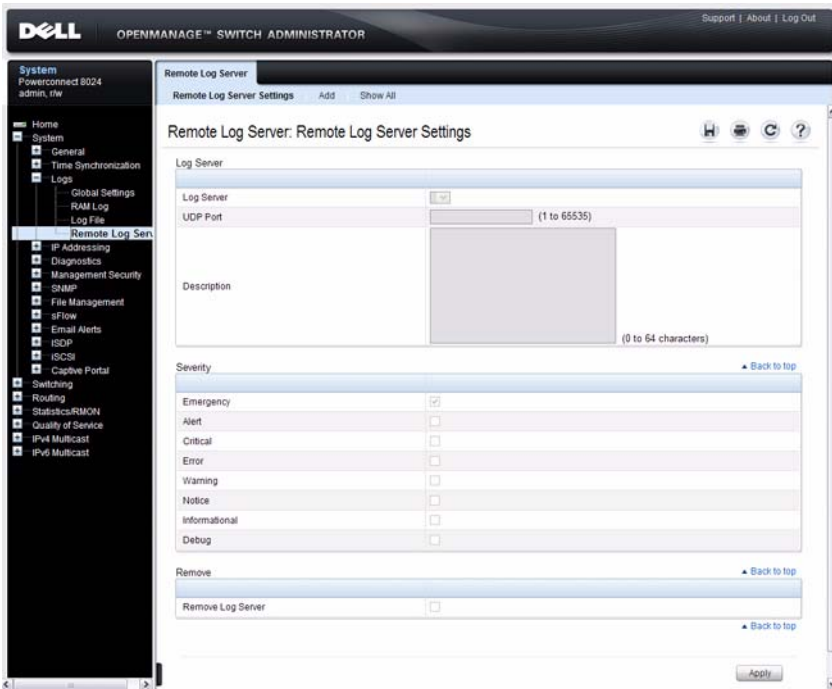 Support | About | Log Out
DELL
OPENMANAGE™ SWITCH ADMINISTRATOR
System
Powerconnect 8024
admin, r/w
Home
System
General
Time Synchronization
Logs
Global Settings
RAM Log
Log File
Remote Log Serv
IP Addressing
Diagnostics
Management Security
SNMP
File Management
sFlow
Email Alerts
ISDP
iSCSI
Captive Portal
Switching
Routing
Statistics/RMON
Quality of Service
IPv4 Multicast
IPv6 Multicast
Remote Log Server
Remote Log Server Settings Add Show All
Remote Log Server: Remote Log Server Settings
Log Server
Log Server
UDP Port (1 to 65535)
Description (0 to 64 characters)
Severity Back to top
Emergency
Alert
Critical
Error
Warning
Notice
Informational
Debug
Remove Back to top
Remove Log Server
Back to top
Apply